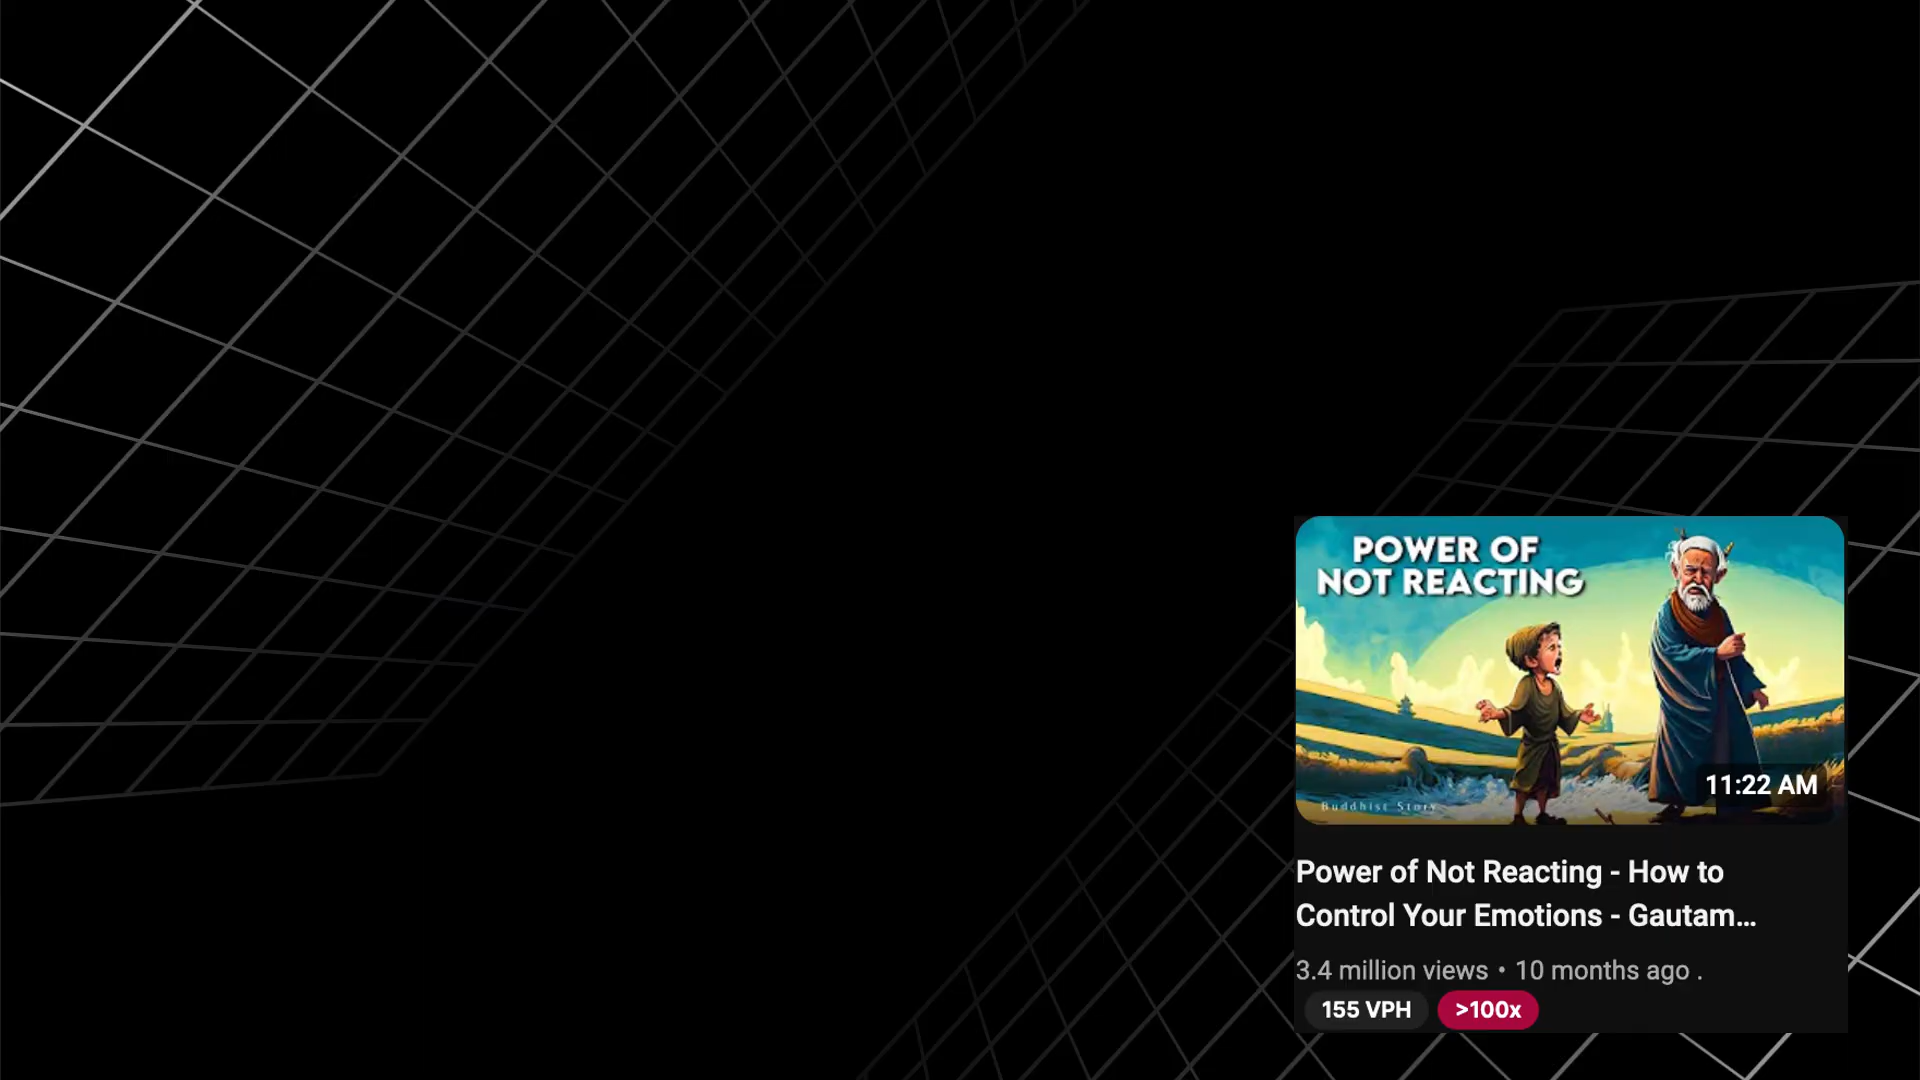 POWER OF
NOT REACTING
Buddhist Story
11:22 AM
Power of Not Reacting - How to
Control Your Emotions - Gautam...
3.4 million views • 10 months ago .
155 VPH >100x